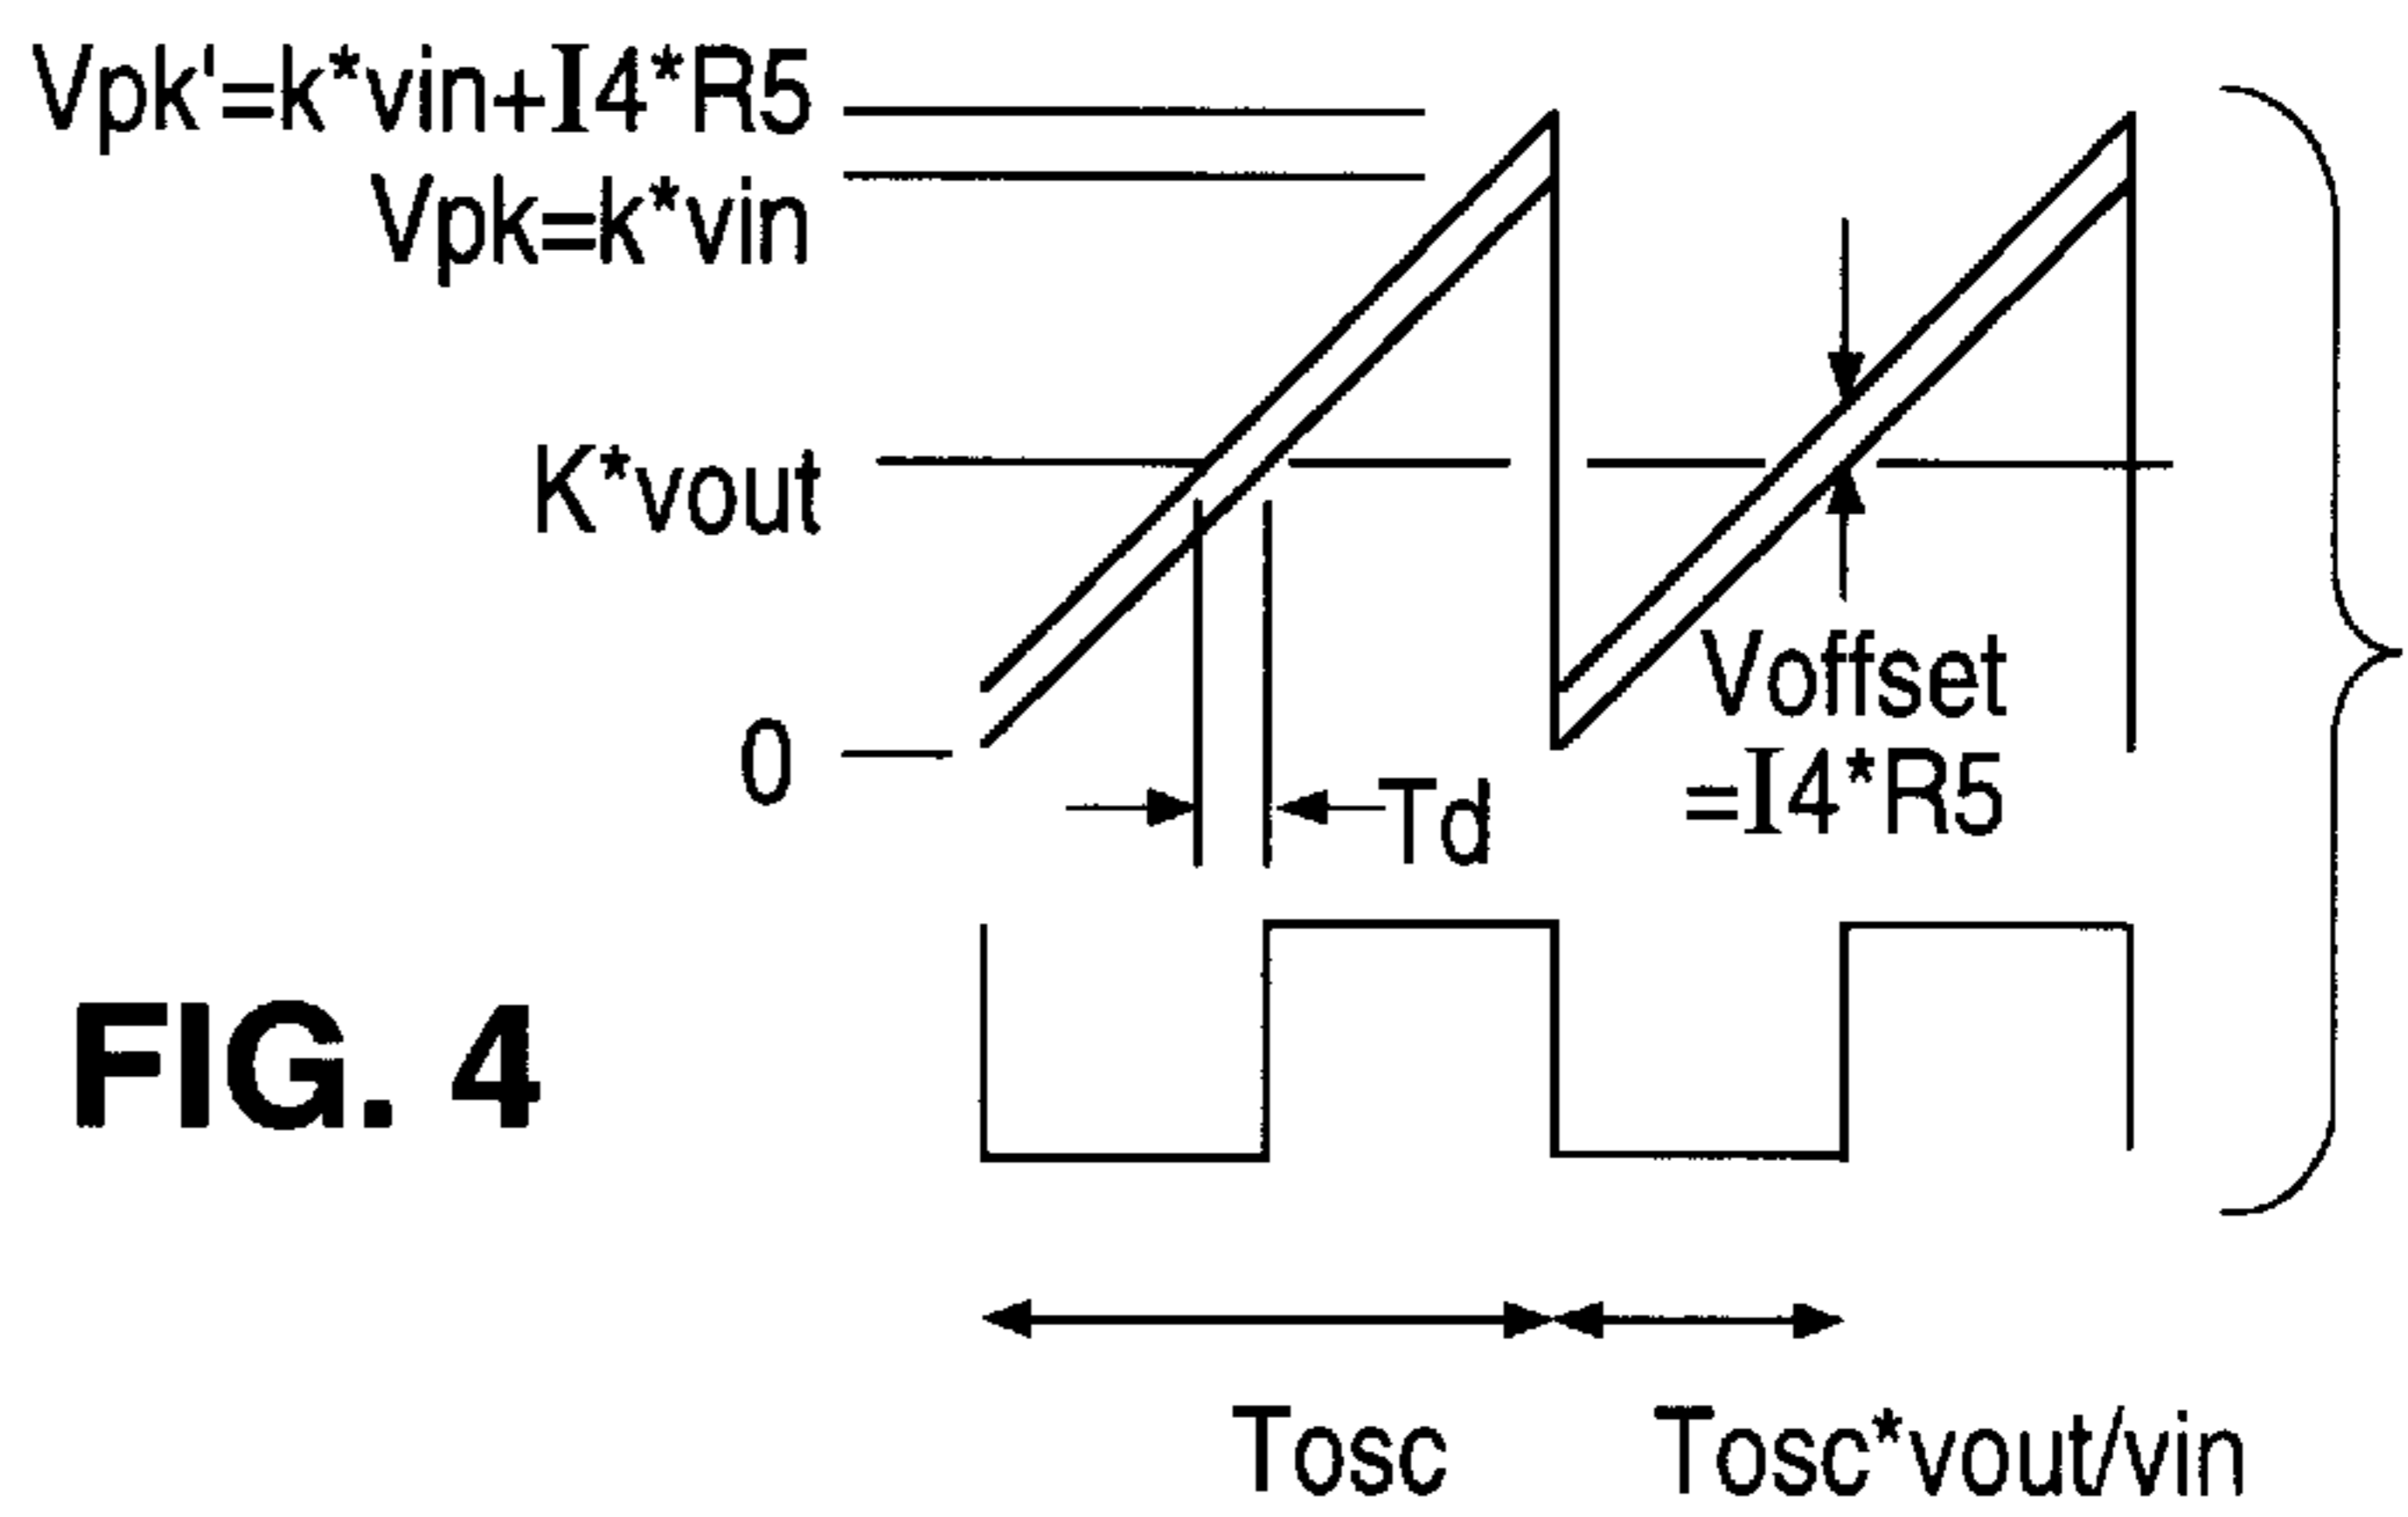 Vpk'=k*vin+I4*R5
Vpk=k*vin
K*vout
Voffset
=I4*R5
0
Td
FIG. 4
Tosc
Tosc*vout/vin